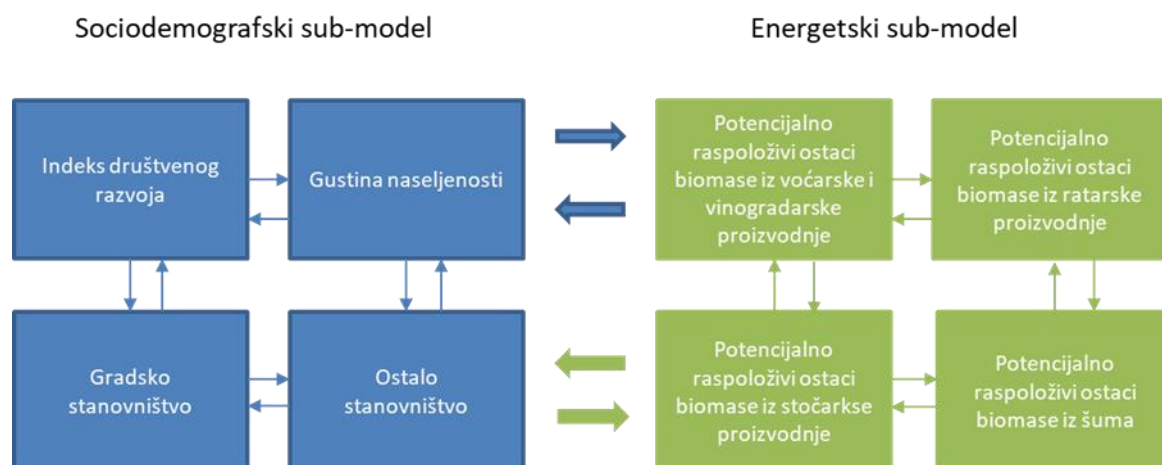 Sociodemografski sub-model
Energetski sub-model
Indeks društvenog
razvoja
Gustina naseljenosti
Potencijalno
raspoloživi ostaci
biomase iz voćarske i
vinogradarske
proizvodnje
Potencijalno
raspoloživi ostaci
biomase iz ratarske
proizvodnje
Gradsko
stanovništvo
Ostalo
stanovništvo
Potencijalno
raspoloživi ostaci
biomase iz stočarkse
proizvodnje
Potencijalno
raspoloživi ostaci
biomase iz šuma